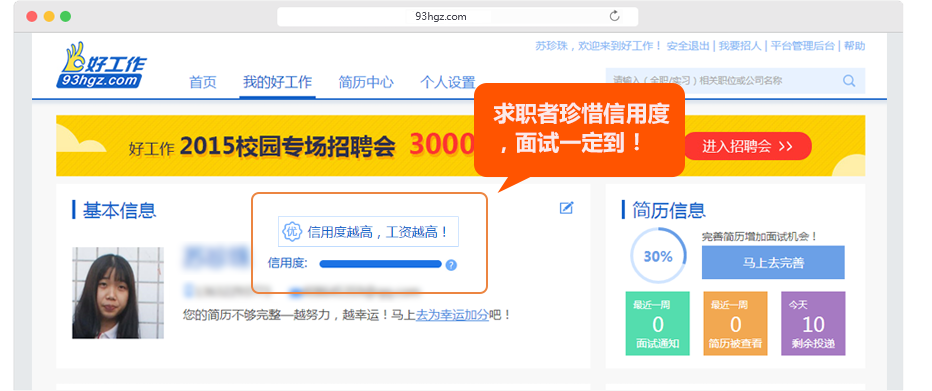 93hgz.com
苏珍珠，欢迎来到好工作！ 安全退出 | 我要招人 | 平台管理后台 | 帮助
好工作
93hgz.com
首页 我的好工作 简历中心 个人设置
请输入（全职/实习）相关职位或公司名称
求职者珍惜信用度
，面试一定到！
好工作 2015校园专场招聘会 3000
进入招聘会 >>
基本信息
优 信用度越高，工资越高！
信用度: ?
您的简历不够完整—越努力，越幸运！马上去为幸运加分吧！
简历信息
30%
完善简历增加面试机会！
马上去完善
最近一周
0
面试通知
最近一周
0
简历被查看
今天
10
剩余投递